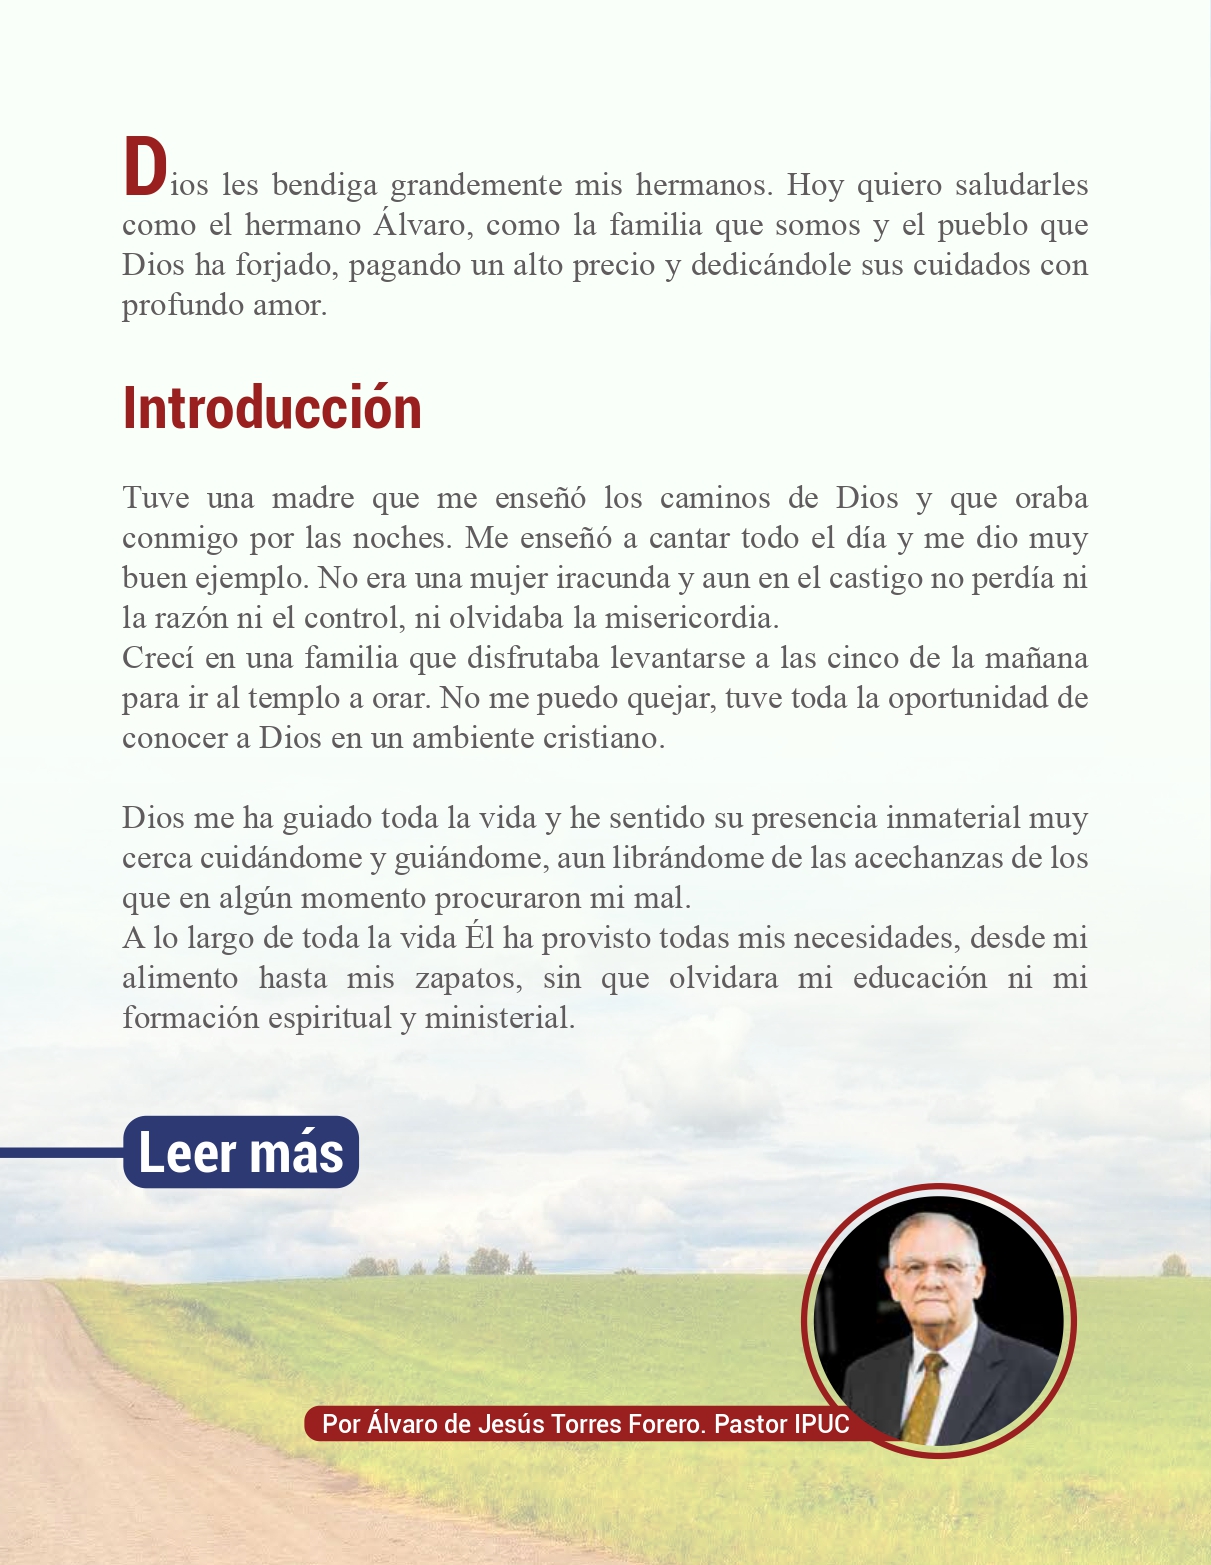 Dios les bendiga grandemente mis hermanos. Hoy quiero saludarles
como el hermano Álvaro, como la familia que somos y el pueblo que
Dios ha forjado, pagando un alto precio y dedicándole sus cuidados con
profundo amor.
Introducción
Tuve una madre que me enseñó los caminos de Dios y que oraba
conmigo por las noches. Me enseñó a cantar todo el día y me dio muy
buen ejemplo. No era una mujer iracunda y aun en el castigo no perdía ni
la razón ni el control, ni olvidaba la misericordia.
Crecí en una familia que disfrutaba levantarse a las cinco de la mañana
para ir al templo a orar. No me puedo quejar, tuve toda la oportunidad de
conocer a Dios en un ambiente cristiano.
Dios me ha guiado toda la vida y he sentido su presencia inmaterial muy
cerca cuidándome y guiándome, aun librándome de las acechanzas de los
que en algún momento procuraron mi mal.
A lo largo de toda la vida Él ha provisto todas mis necesidades, desde mi
alimento hasta mis zapatos, sin que olvidara mi educación ni mi
formación espiritual y ministerial.
Leer más
Por Álvaro de Jesús Torres Forero. Pastor IPUC